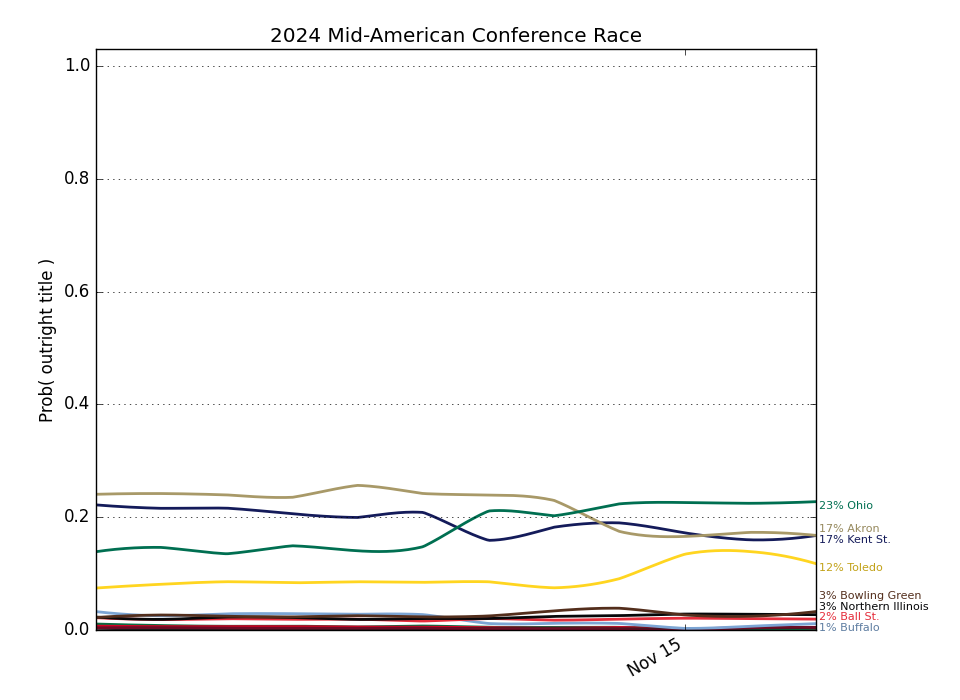 2024 Mid-American Conference Race
Prob( outright title )
1.0
0.8
0.6
0.4
0.2
0.0
23% Ohio
17% Akron
17% Kent St.
12% Toledo
3% Bowling Green
3% Northern Illinois
2% Ball St.
1% Buffalo
Nov 15